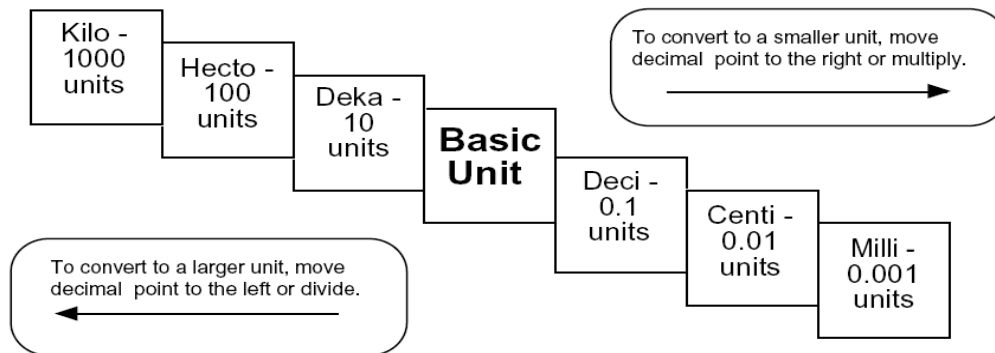 Kilo -
1000
units
Hecto -
100
units
Deka -
10
units
Basic
Unit
Deci -
0.1
units
Centi -
0.01
units
Milli -
0.001
units
To convert to a smaller unit, move
decimal point to the right or multiply.
To convert to a larger unit, move
decimal point to the left or divide.